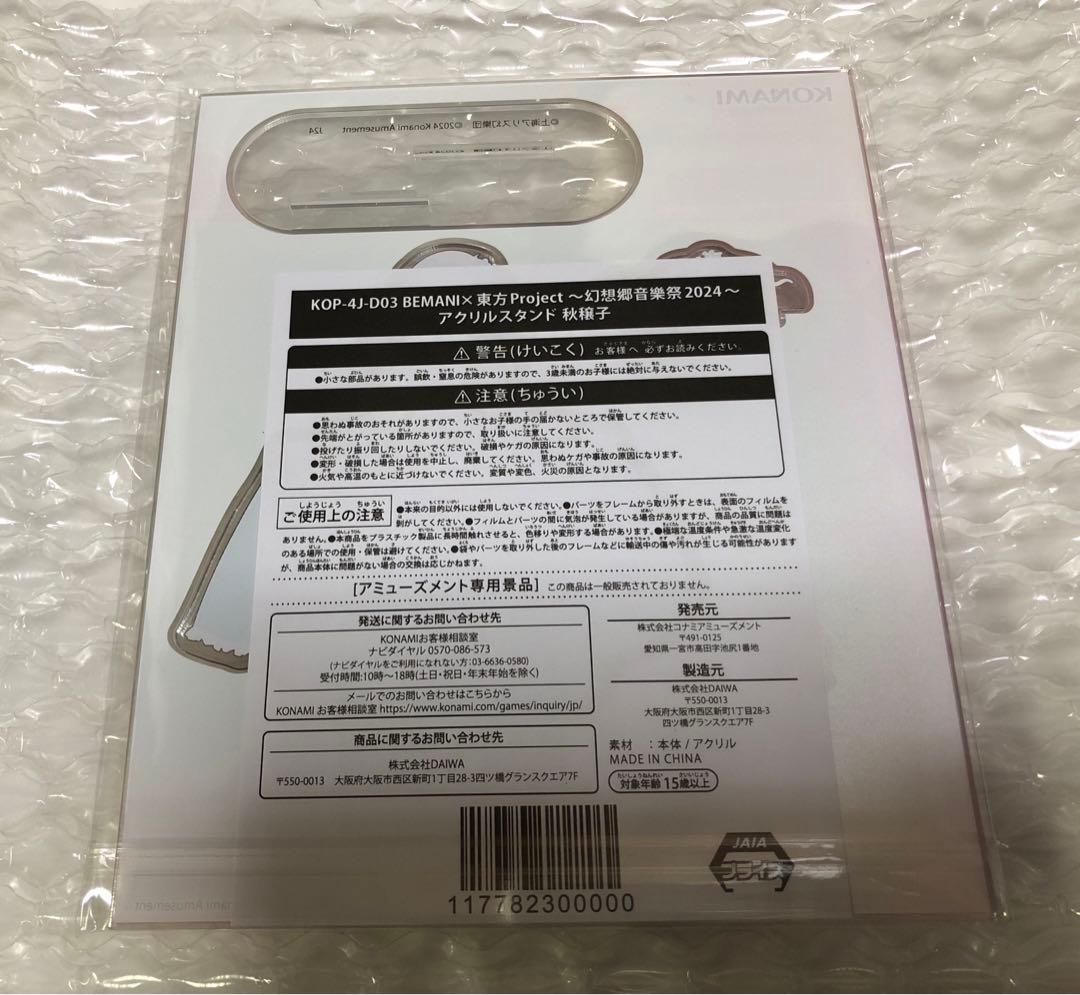 KONAMI
©上海アリス幻樂団 ©2024 Konami Amusement J24
KOP-4J-D03 BEMANI×東方Project ～幻想郷音樂祭2024～
アクリルスタンド 秋穣子
⚠ 警告(けいこく) お客様へ 必ずお読みください。
●小さな部品があります。誤飲・窒息の危険がありますので、3歳未満のお子様には絶対に与えないでください。
⚠ 注意(ちゅうい)
●思わぬ事故のおそれがありますので、小さなお子様の手の届かないところで保管してください。
●先端がとがっている箇所がありますので、取り扱いに注意してください。
●投げたり振り回したりしないでください。破損やケガの原因になります。
●変形・破損した場合は使用を中止し、廃棄してください。思わぬケガや事故の原因になります。
●火気や高温のもとに近づけないでください。変質や変色、火災の原因となります。
ご使用上の注意
●本来の目的以外には使用しないでください。●パーツをフレームから取り外すときは、表面のフィルムを
剥がしてください。●フィルムとパーツの間に気泡が発生している場合がありますが、商品の品質に問題は
ありません。●本商品をプラスチック製品に長時間触れさせると、色移りや変形する場合があります。●極端な温度条件や急激な温度変化
のある場所での使用・保管は避けてください。●袋やパーツを取り外した後のフレームなどに輸送中の傷や汚れが生じる可能性があります
が、商品本体に問題がない場合の交換は応じかねます。
[アミューズメント専用景品] この商品は一般販売されておりません。
発送に関するお問い合わせ先
KONAMIお客様相談室
ナビダイヤル 0570-086-573
(ナビダイヤルをご利用になれない方:03-6636-0580)
受付時間:10時～18時(土日・祝日・年末年始を除く)
メールでのお問い合わせはこちらから
KONAMI お客様相談室 https://www.konami.com/games/inquiry/jp/
商品に関するお問い合わせ先
株式会社DAIWA
〒550-0013 大阪府大阪市西区新町1丁目28-3四ツ橋グランスクエア7F
発売元
株式会社コナミアミューズメント
〒491-0125
愛知県一宮市高田字池尻1番地
製造元
株式会社DAIWA
〒550-0013
大阪府大阪市西区新町1丁目28-3
四ツ橋グランスクエア7F
素材 :本体/アクリル
MADE IN CHINA
対象年齢 15歳以上
JAIA
プライズ
117782300000